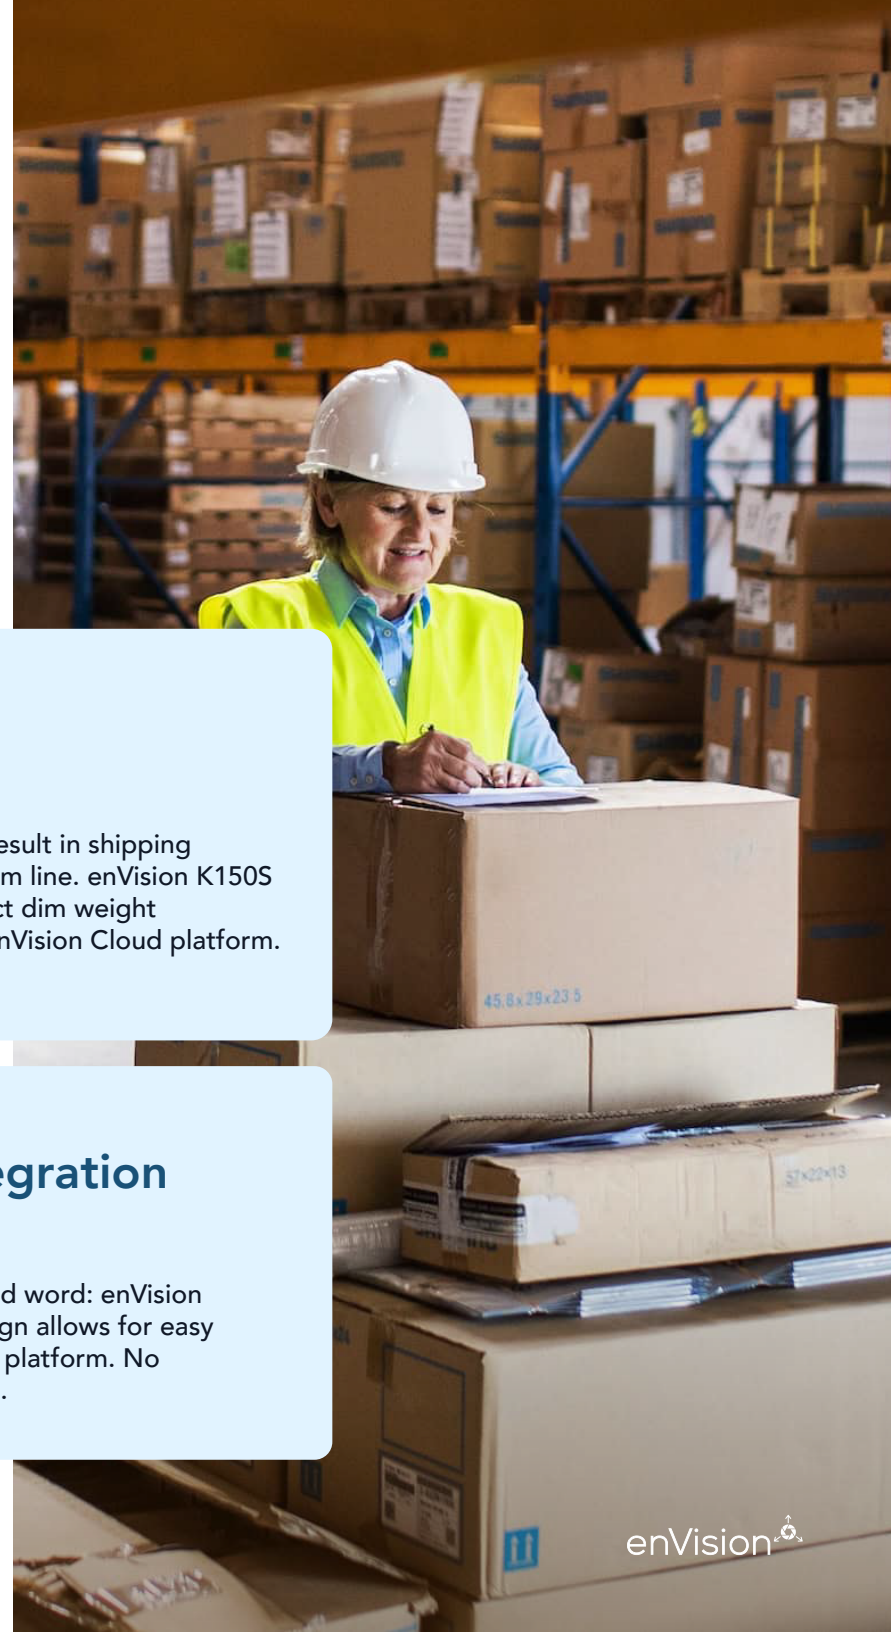 esult in shipping
m line. enVision K150S
ct dim weight
nVision Cloud platform.
45.8x29x23.5
egration
57x22x13
d word: enVision
gn allows for easy
platform. No
.
enVision